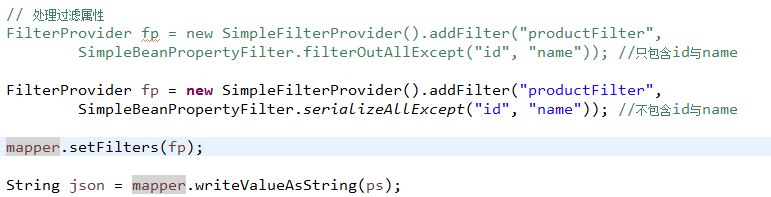 // 处理过滤属性
FilterProvider fp = new SimpleFilterProvider().addFilter("productFilter",
SimpleBeanPropertyFilter.filterOutAllExcept("id", "name")); //只包含id与name
FilterProvider fp = new SimpleFilterProvider().addFilter("productFilter",
SimpleBeanPropertyFilter.serializeAllExcept("id", "name")); //不包含id与name
mapper.setFilters(fp);
String json = mapper.writeValueAsString(ps);